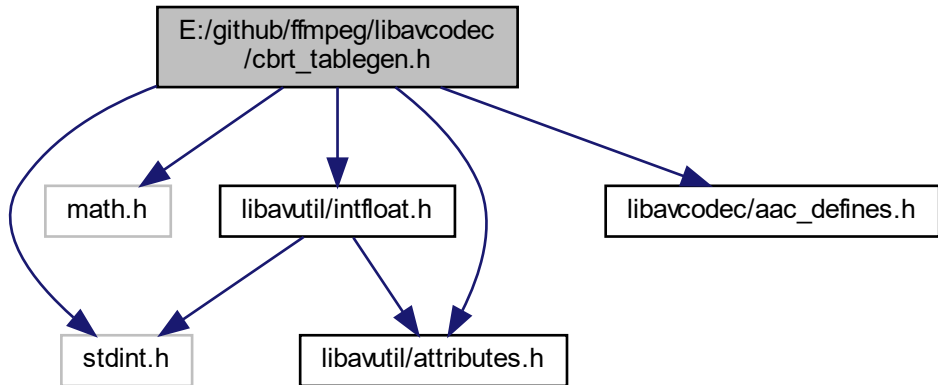 E:/github/ffmpeg/libavcodec
/cbrt_tablegen.h
math.h
libavutil/intfloat.h
libavcodec/aac_defines.h
stdint.h
libavutil/attributes.h